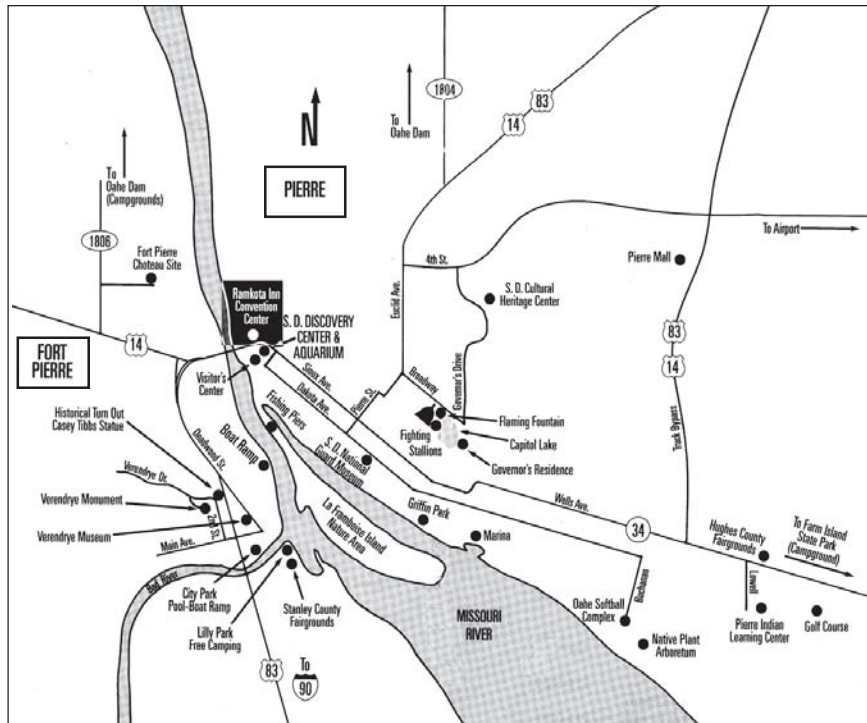 1804
83
14
To
Oahe Dam
N
PIERRE
To
Oahe Dam
(Campgrounds)
1806
Fort Pierre
Choteau Site
To Airport
4th St.
Pierre Mall
Euclid Ave.
S. D. Cultural
Heritage Center
Ramkota Inn
Convention
Center
S. D. DISCOVERY
CENTER &
AQUARIUM
14
FORT
PIERRE
83
14
Visitor's
Center
Sioux Ave.
Dakota Ave.
Pierre St.
Broadway
Governor's Drive
Truck Bypass
Flaming Fountain
Fighting
Stallions
Capitol Lake
Governor's Residence
Historical Turn Out
Casey Tibbs Statue
Deadwood St.
Fishing Piers
Boat Ramp
S. D. National
Guard Museum
Verendrye Dr.
Verendrye Monument
2nd St.
Verendrye Museum
Main Ave.
La Framboise Island
Nature Area
Griffin Park
Marina
Wells Ave.
34
Hughes County
Fairgrounds
To Farm Island
State Park
(Campground)
Bad River
City Park
Pool-Boat Ramp
Lilly Park
Free Camping
Stanley County
Fairgrounds
MISSOURI
RIVER
Buchanan
Oahe Softball
Complex
Native Plant
Arboretum
Lowell
Pierre Indian
Learning Center
Golf Course
83
To
90